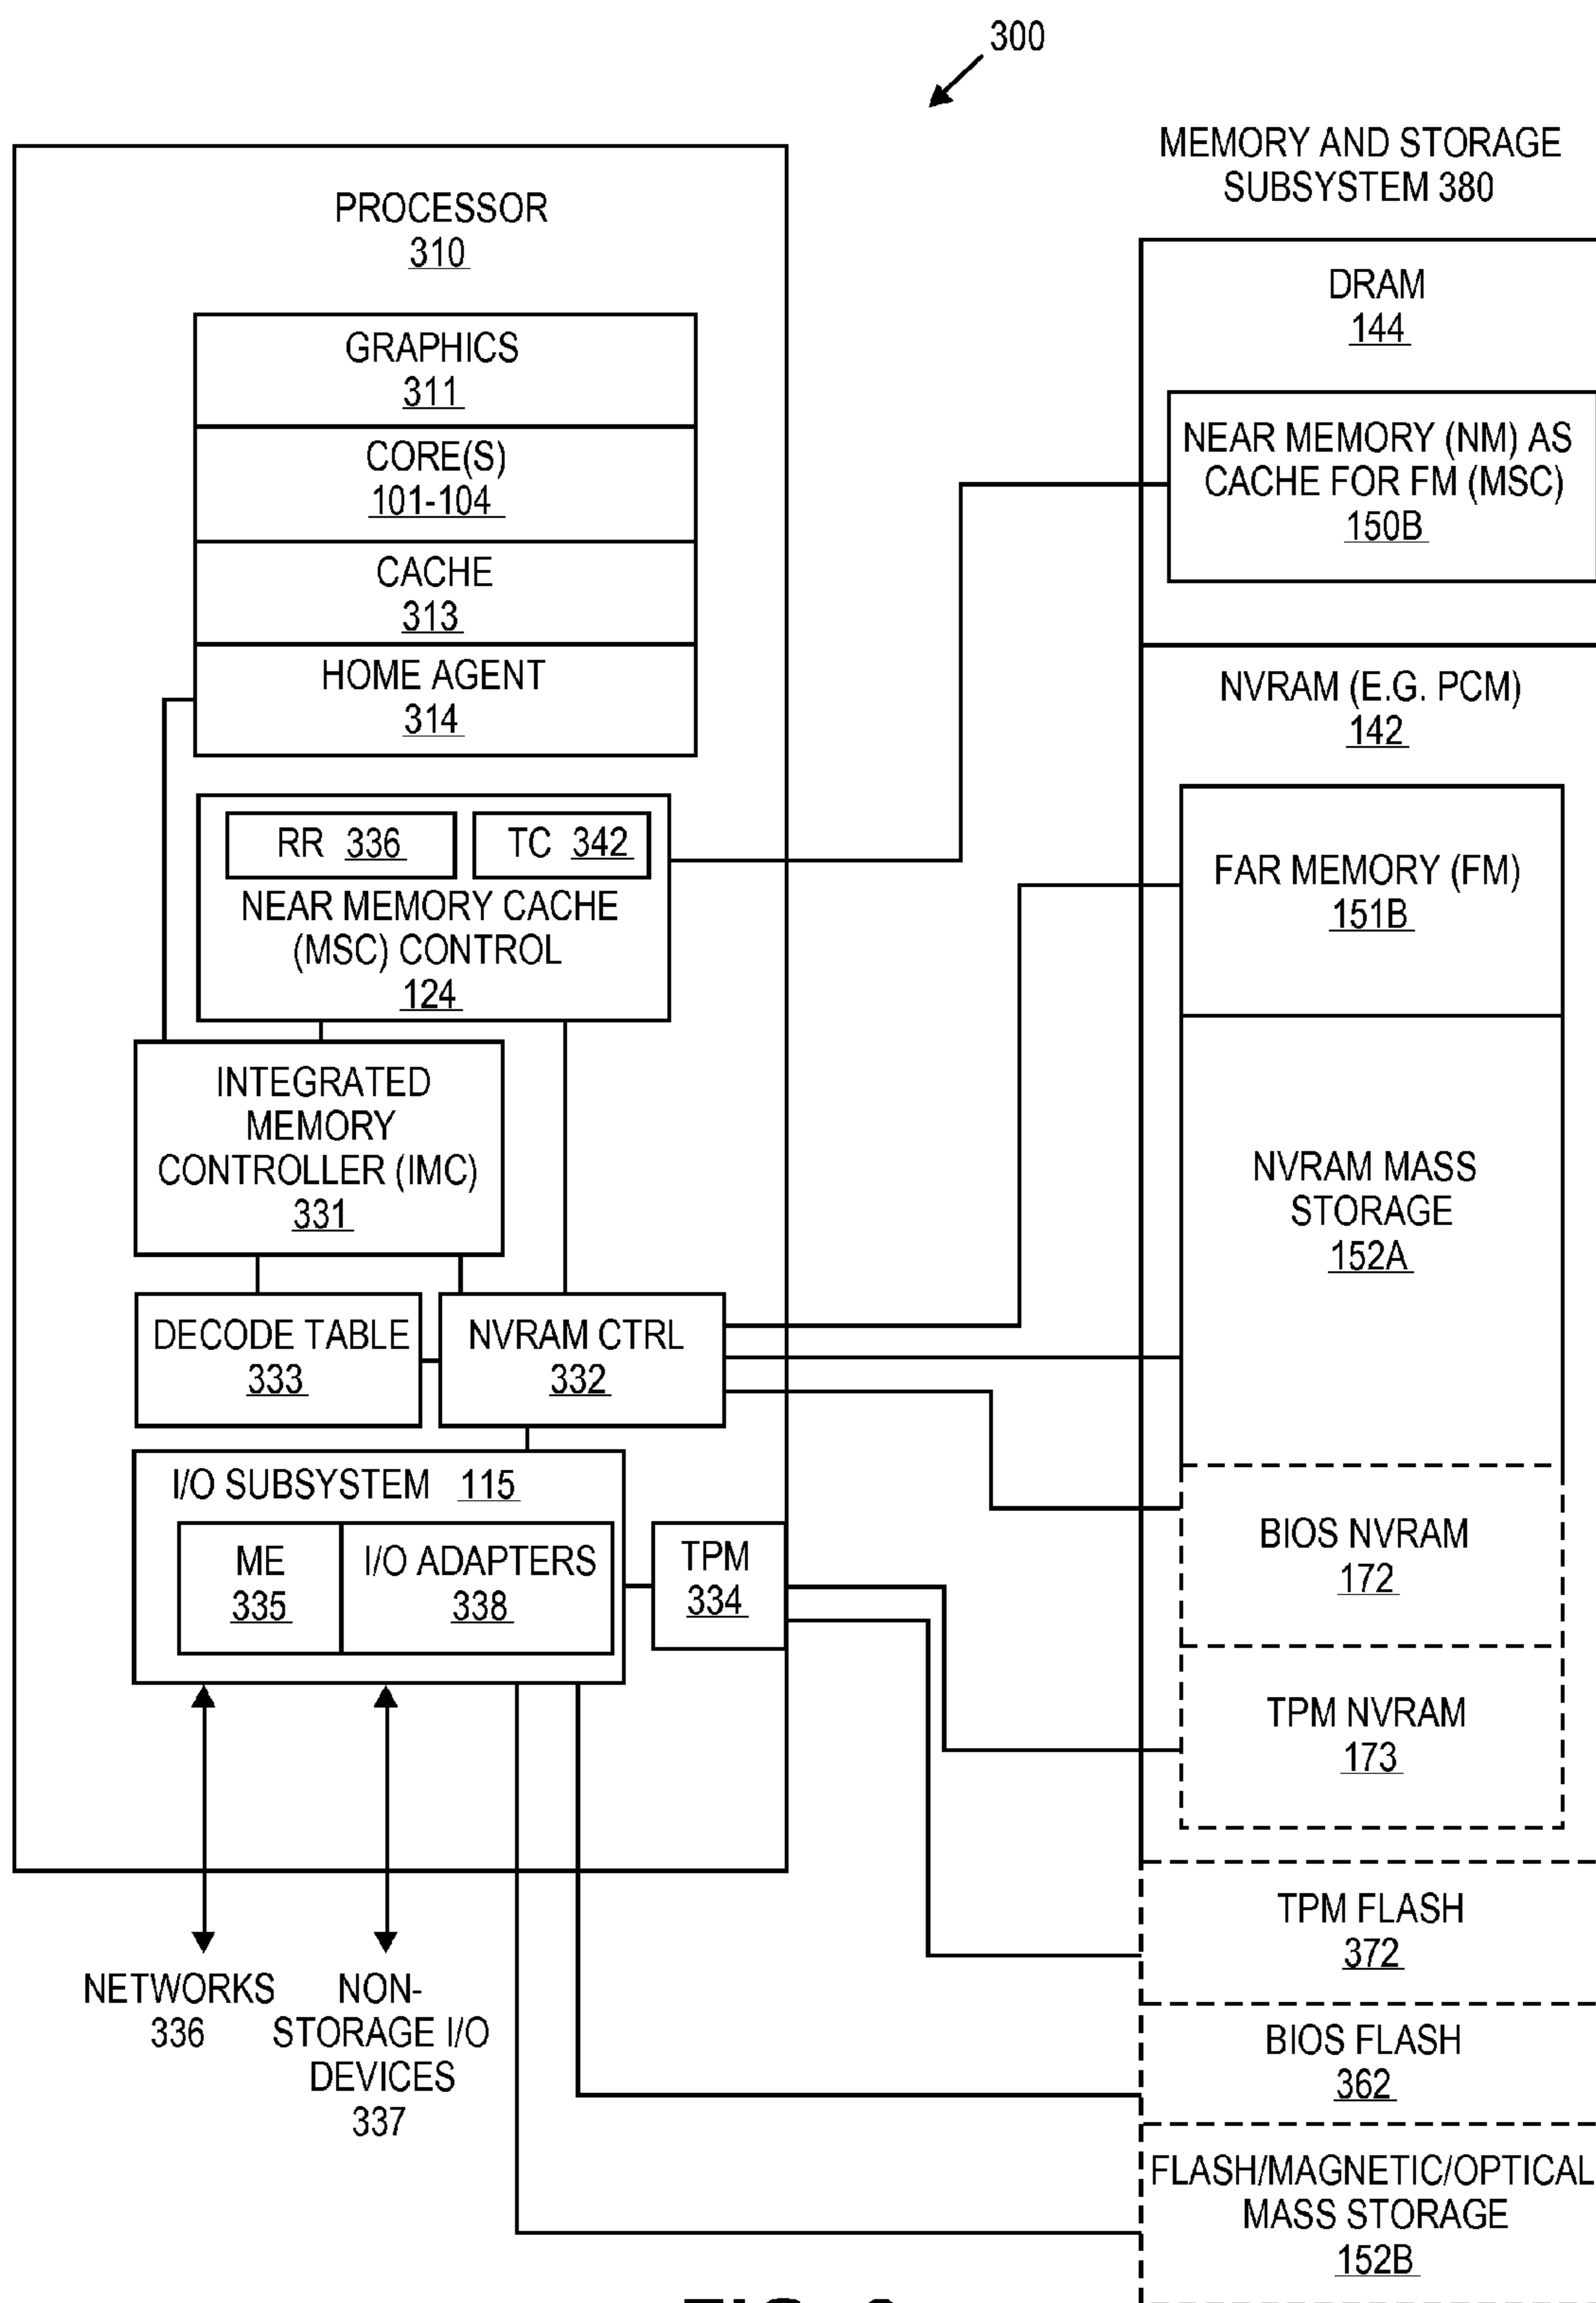 300
MEMORY AND STORAGE
SUBSYSTEM 380
PROCESSOR
310
GRAPHICS
311
CORE(S)
101-104
CACHE
313
HOME AGENT
314
RR 336
TC 342
NEAR MEMORY CACHE
(MSC) CONTROL
124
INTEGRATED
MEMORY
CONTROLLER (IMC)
331
DECODE TABLE
333
NVRAM CTRL
332
I/O SUBSYSTEM 115
ME
335
I/O ADAPTERS
338
TPM
334
NETWORKS
336
NON-
STORAGE I/O
DEVICES
337
DRAM
144
NEAR MEMORY (NM) AS
CACHE FOR FM (MSC)
150B
NVRAM (E.G. PCM)
142
FAR MEMORY (FM)
151B
NVRAM MASS
STORAGE
152A
BIOS NVRAM
172
TPM NVRAM
173
TPM FLASH
372
BIOS FLASH
362
FLASH/MAGNETIC/OPTICAL
MASS STORAGE
152B